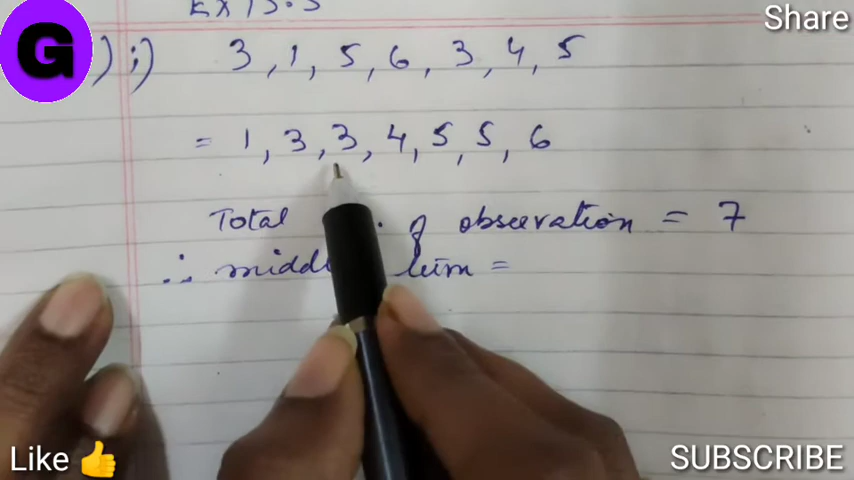 Ex 15.3
Share
G
) i) 3, 1, 5, 6, 3, 4, 5
= 1, 3, 3, 4, 5, 5, 6
Total of observation = 7
∴ term =
Like 👍
SUBSCRIBE